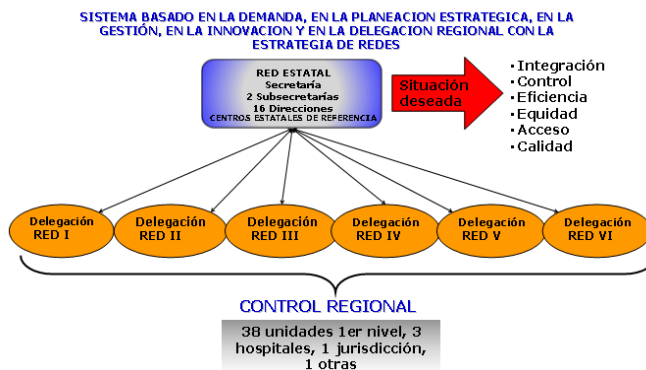 SISTEMA BASADO EN LA DEMANDA, EN LA PLANEACION ESTRATEGICA, EN LA
GESTIÓN, EN LA INNOVACION Y EN LA DELEGACION REGIONAL CON LA
ESTRATEGIA DE REDES
RED ESTATAL
Secretaría
2 Subsecretarías
16 Direcciones
CENTROS ESTATALES DE REFERENCIA
Situación
deseada
· Integración
· Control
· Eficiencia
· Equidad
· Acceso
· Calidad
Delegación
RED I
Delegación
RED II
Delegación
RED III
Delegación
RED IV
Delegación
RED V
Delegación
RED VI
CONTROL REGIONAL
38 unidades 1er nivel, 3
hospitales, 1 jurisdicción,
1 otras